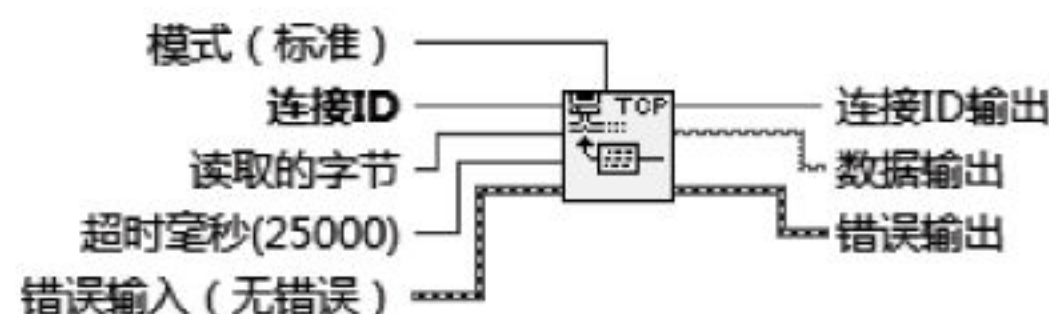 模式（标准）
连接ID
读取的字节
超时毫秒(25000)
错误输入（无错误）
TCP
连接ID输出
数据输出
错误输出